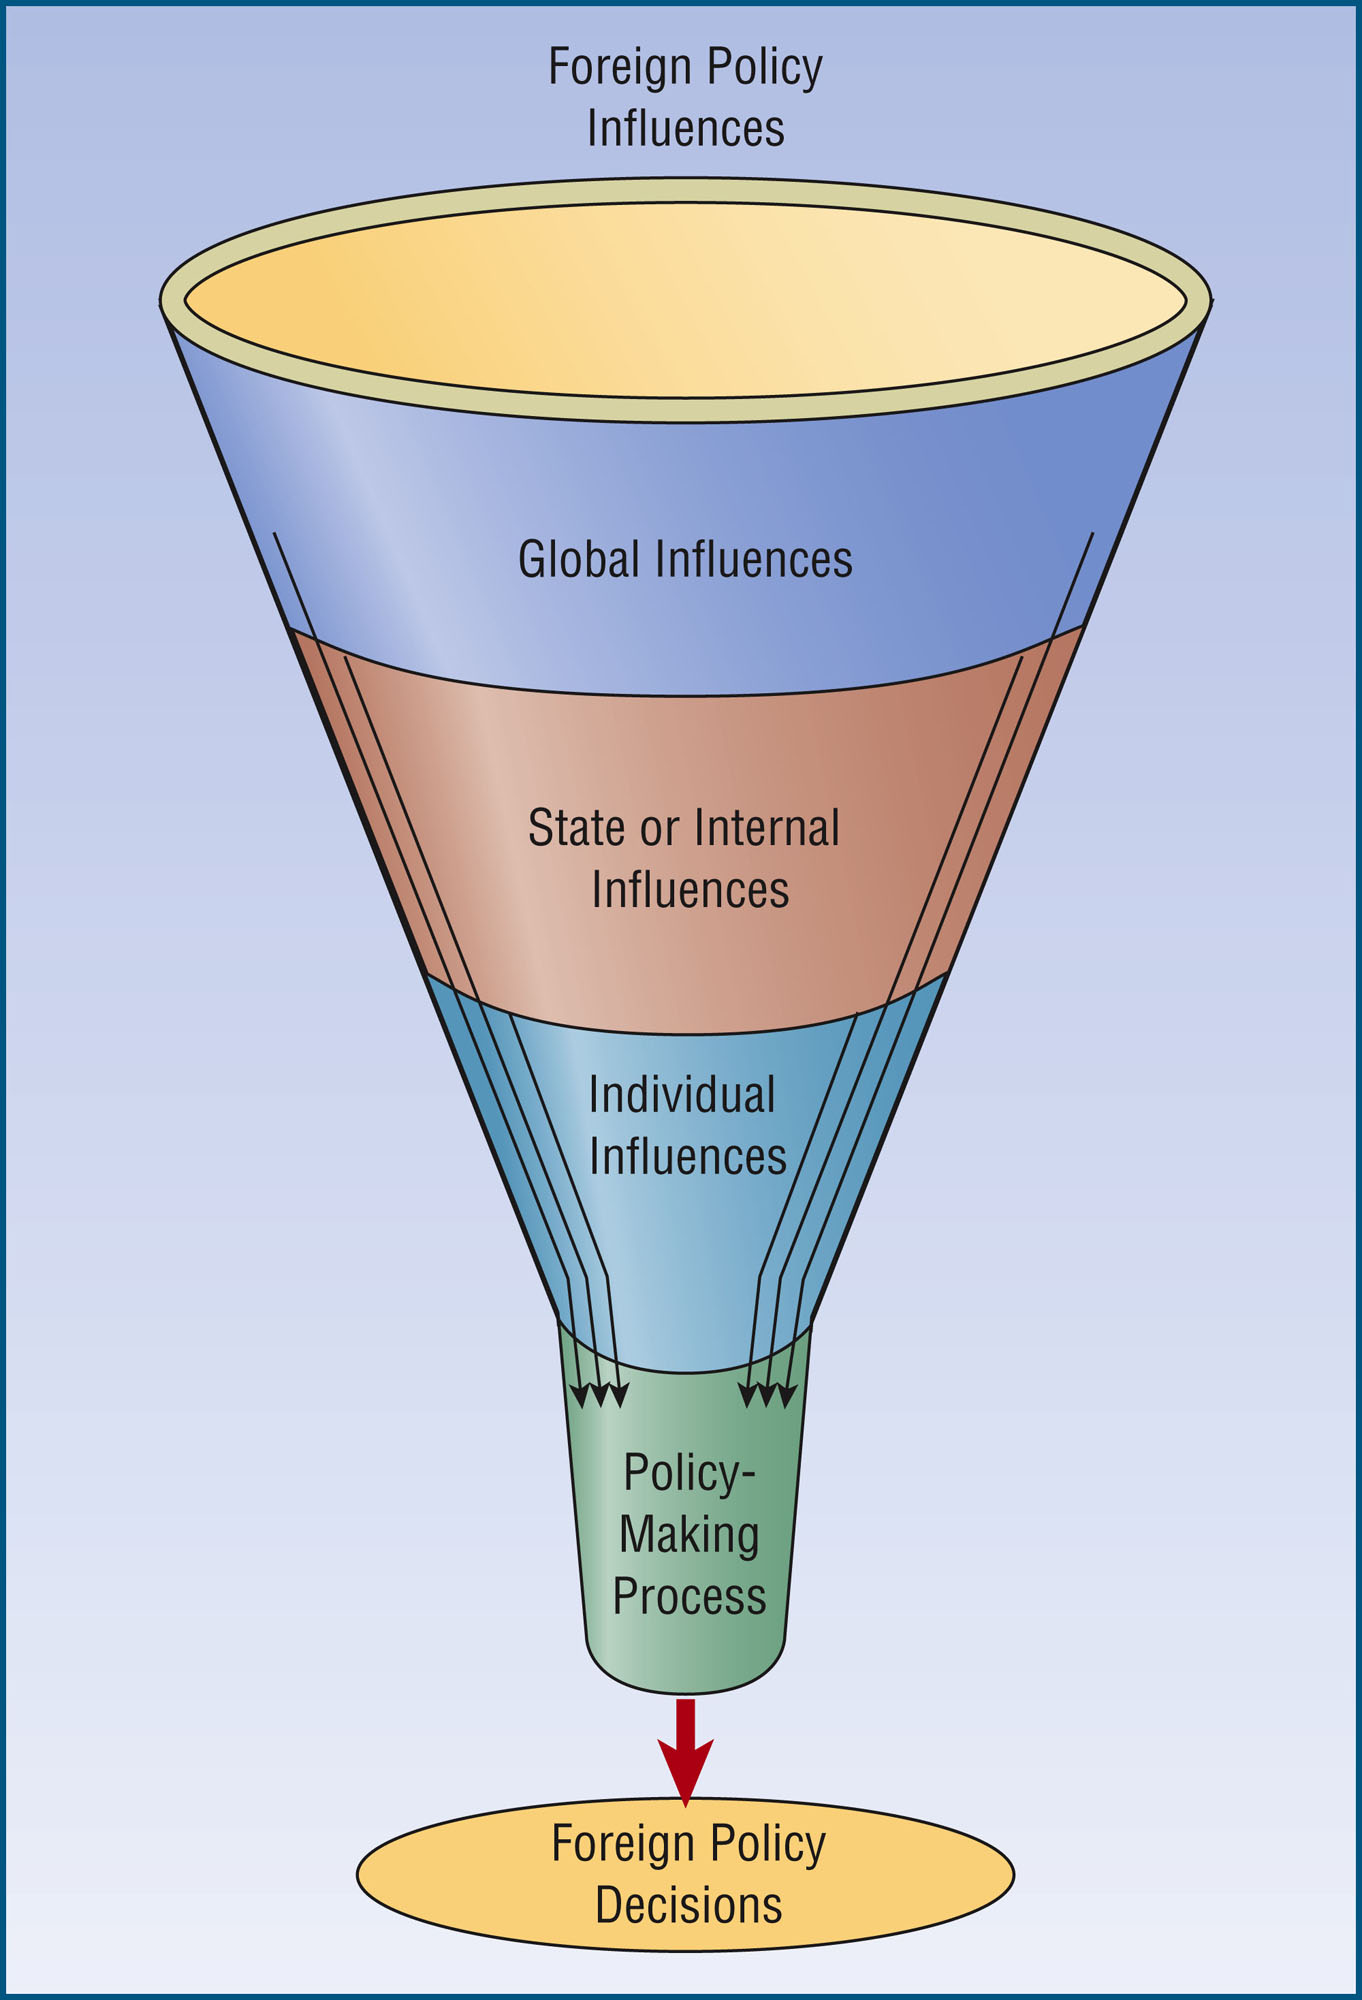 Foreign Policy
Influences
Global Influences
State or Internal
Influences
Individual
Influences
Policy-
Making
Process
Foreign Policy
Decisions